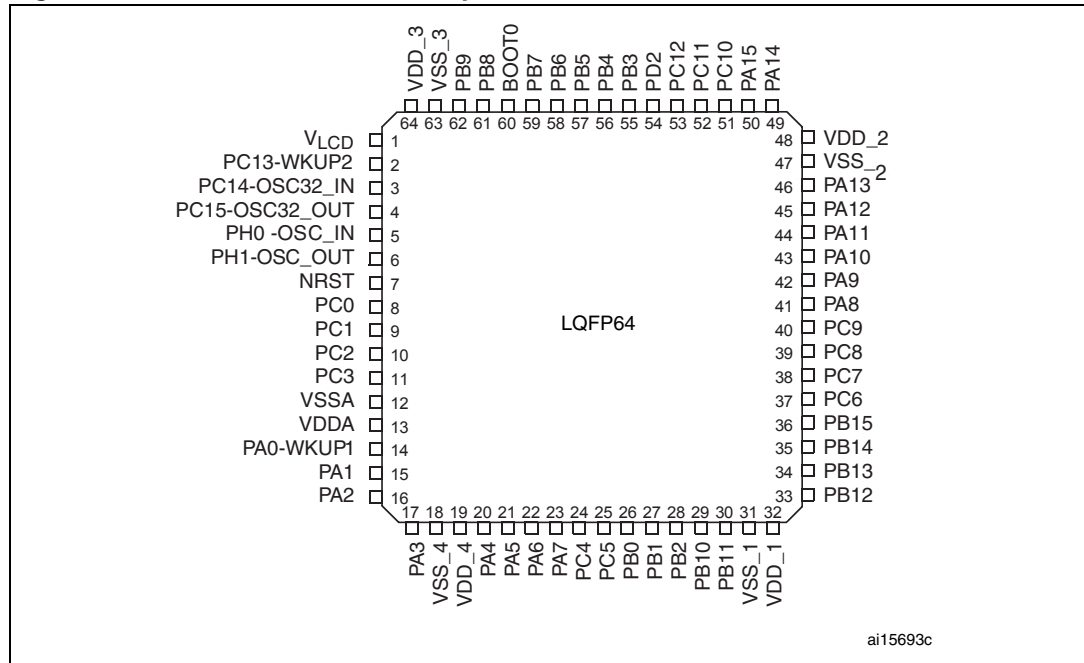 VDD_3
VSS_3
PB9
PB8
BOOT0
PB7
PB6
PB5
PB4
PB3
PD2
PC12
PC11
PC10
PA15
PA14
64 63 62 61 60 59 58 57 56 55 54 53 52 51 50 49
VLCD 1
PC13-WKUP2 2
PC14-OSC32_IN 3
PC15-OSC32_OUT 4
PH0 -OSC_IN 5
PH1-OSC_OUT 6
NRST 7
PC0 8
PC1 9
PC2 10
PC3 11
VSSA 12
VDDA 13
PA0-WKUP1 14
PA1 15
PA2 16
LQFP64
48 VDD_2
47 VSS_2
46 PA13
45 PA12
44 PA11
43 PA10
42 PA9
41 PA8
40 PC9
39 PC8
38 PC7
37 PC6
36 PB15
35 PB14
34 PB13
33 PB12
17 18 19 20 21 22 23 24 25 26 27 28 29 30 31 32
PA3
VSS_4
VDD_4
PA4
PA5
PA6
PA7
PC4
PC5
PB0
PB1
PB2
PB10
PB11
VSS_1
VDD_1
ai15693c